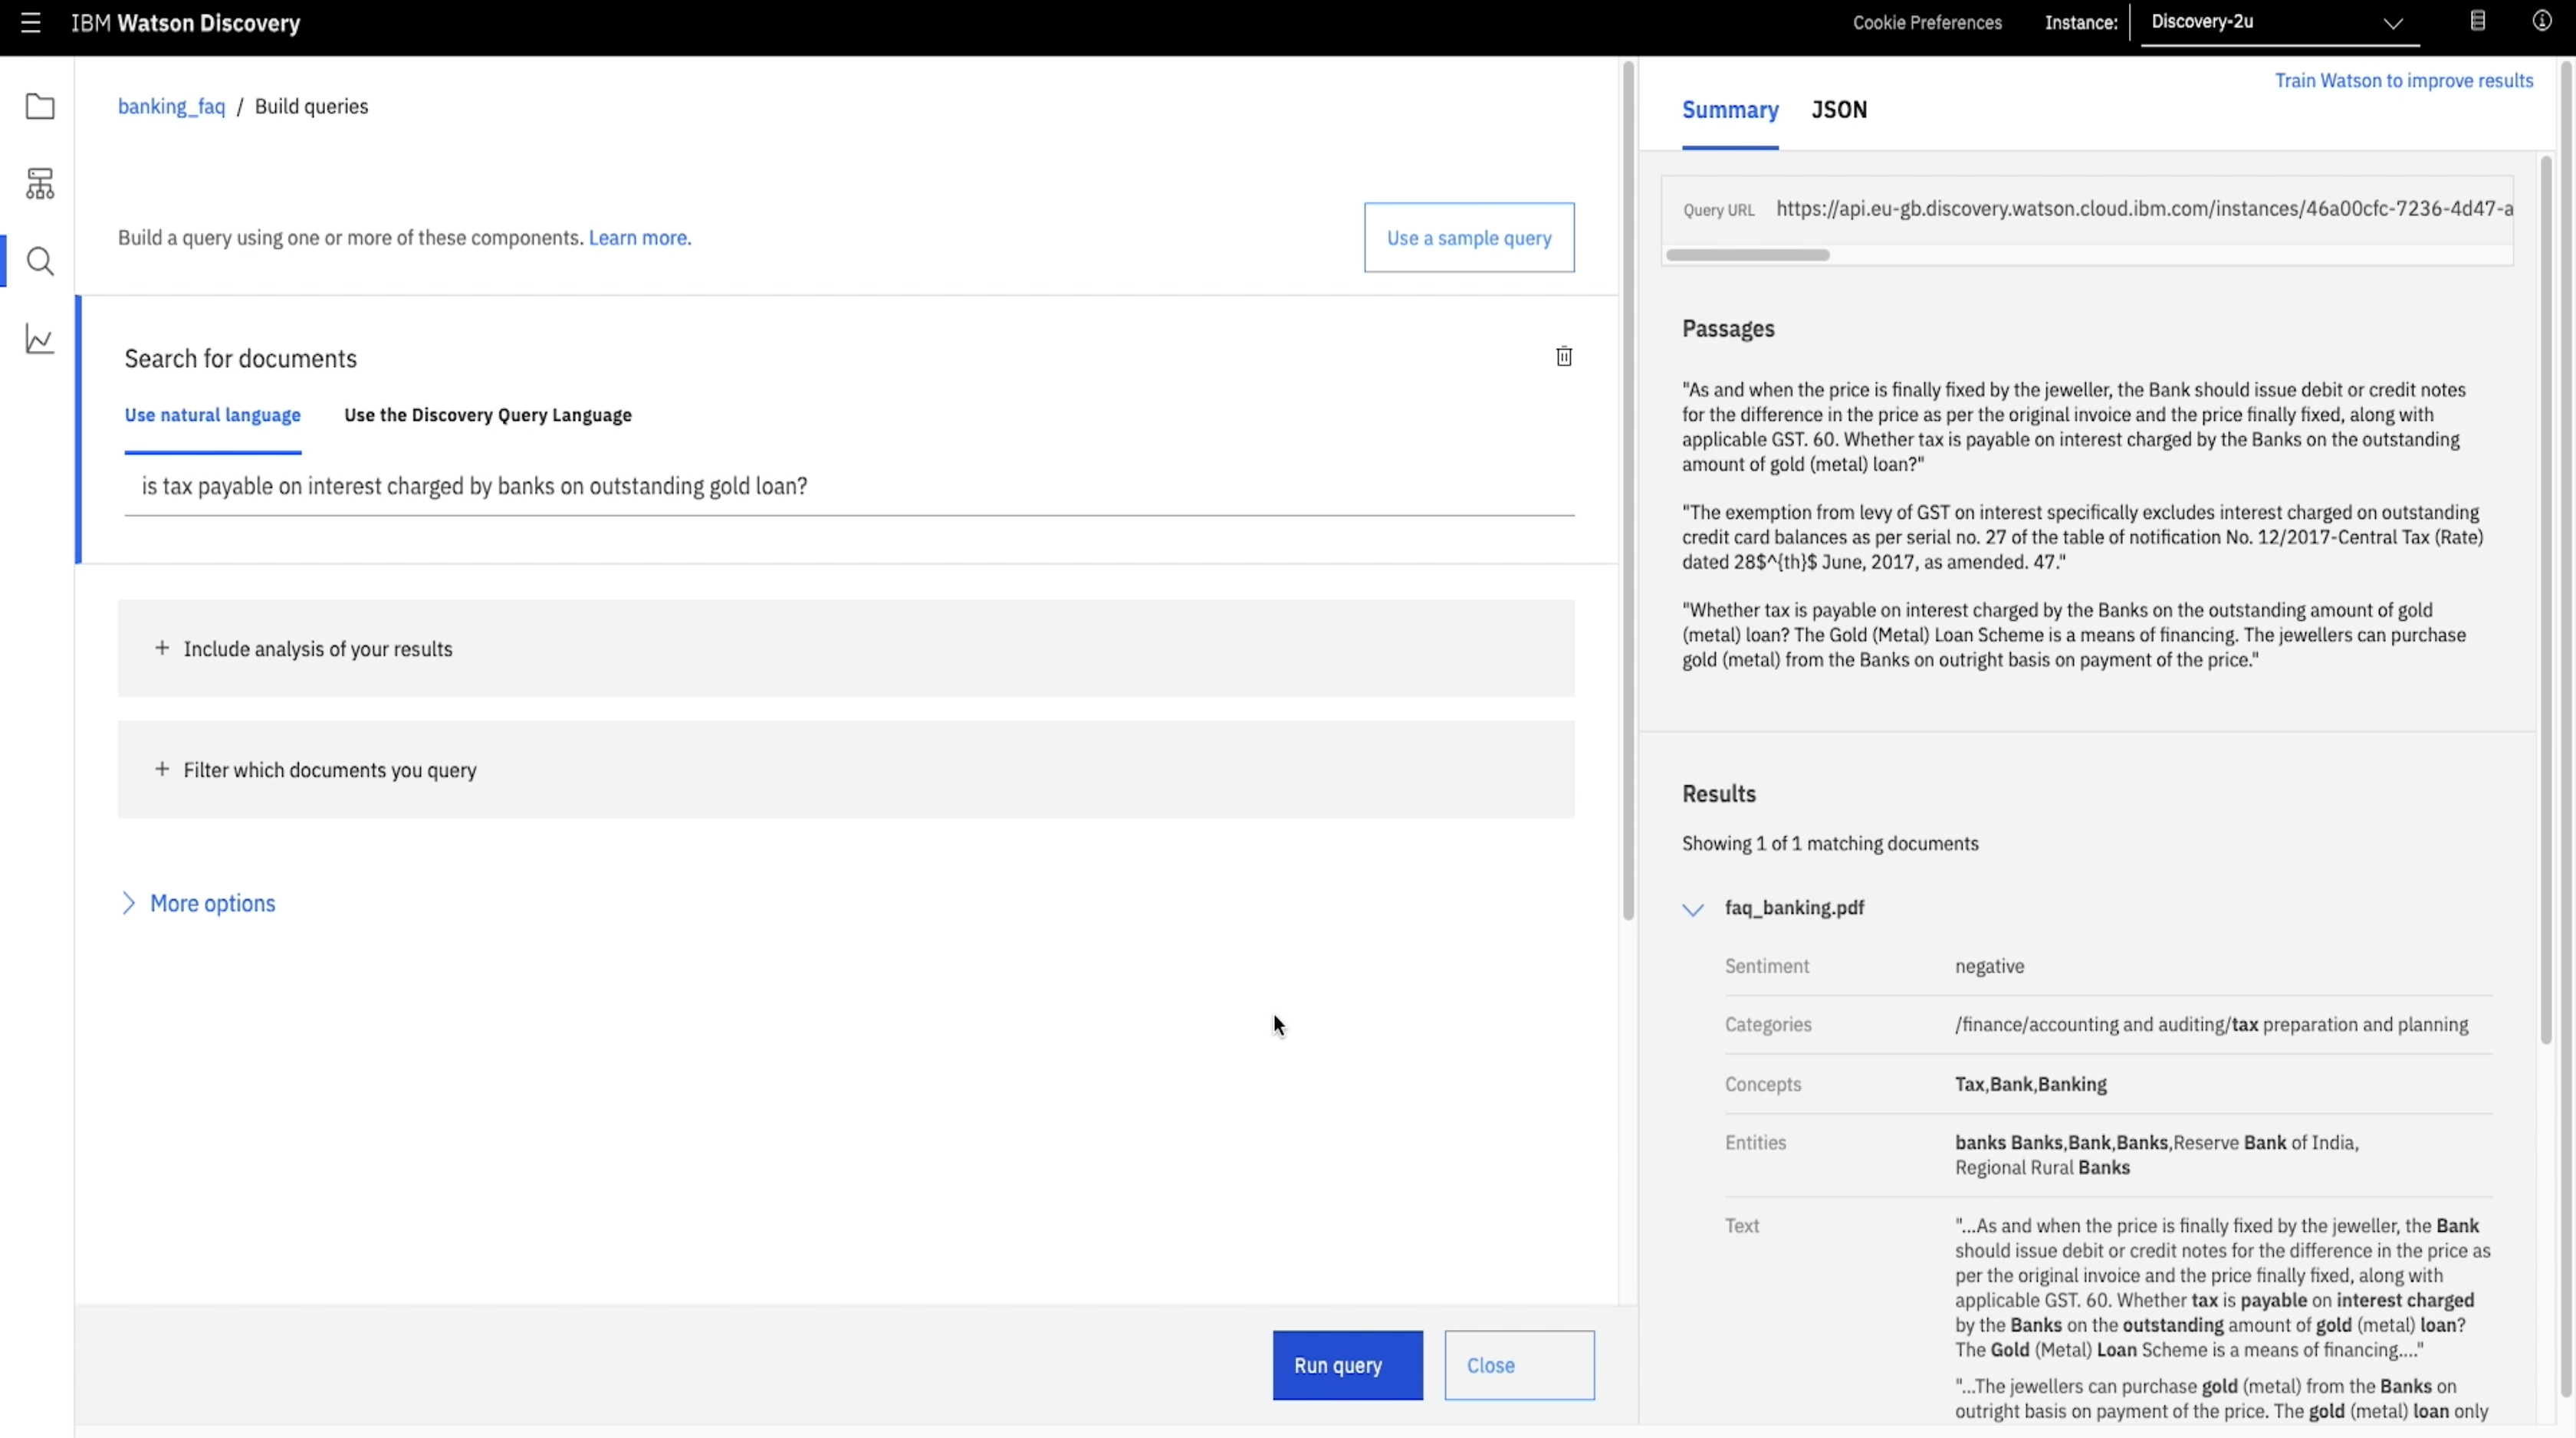 IBM Watson Discovery
Cookie Preferences
Instance:
Discovery-2u
banking_faq / Build queries
Build a query using one or more of these components. Learn more.
Use a sample query
Search for documents
Use natural language
Use the Discovery Query Language
is tax payable on interest charged by banks on outstanding gold loan?
+ Include analysis of your results
+ Filter which documents you query
More options
Run query
Close
Train Watson to improve results
Summary
JSON
Query URL https://api.eu-gb.discovery.watson.cloud.ibm.com/instances/46a00cfc-7236-4d47-a
Passages
"As and when the price is finally fixed by the jeweller, the Bank should issue debit or credit notes
for the difference in the price as per the original invoice and the price finally fixed, along with
applicable GST. 60. Whether tax is payable on interest charged by the Banks on the outstanding
amount of gold (metal) loan?"
"The exemption from levy of GST on interest specifically excludes interest charged on outstanding
credit card balances as per serial no. 27 of the table of notification No. 12/2017-Central Tax (Rate)
dated 28$^{th}$ June, 2017, as amended. 47."
"Whether tax is payable on interest charged by the Banks on the outstanding amount of gold
(metal) loan? The Gold (Metal) Loan Scheme is a means of financing. The jewellers can purchase
gold (metal) from the Banks on outright basis on payment of the price."
Results
Showing 1 of 1 matching documents
faq_banking.pdf
Sentiment negative
Categories /finance/accounting and auditing/tax preparation and planning
Concepts Tax,Bank,Banking
Entities banks Banks,Bank,Banks,Reserve Bank of India,
Regional Rural Banks
Text "...As and when the price is finally fixed by the jeweller, the Bank
should issue debit or credit notes for the difference in the price as
per the original invoice and the price finally fixed, along with
applicable GST. 60. Whether tax is payable on interest charged
by the Banks on the outstanding amount of gold (metal) loan?
The Gold (Metal) Loan Scheme is a means of financing...."
"...The jewellers can purchase gold (metal) from the Banks on
outright basis on payment of the price. The gold (metal) loan only